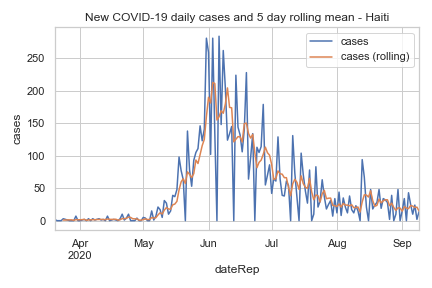 New COVID-19 daily cases and 5 day rolling mean - Haiti
cases
cases (rolling)
cases
250
200
150
100
50
0
Apr May Jun Jul Aug Sep
2020
dateRep